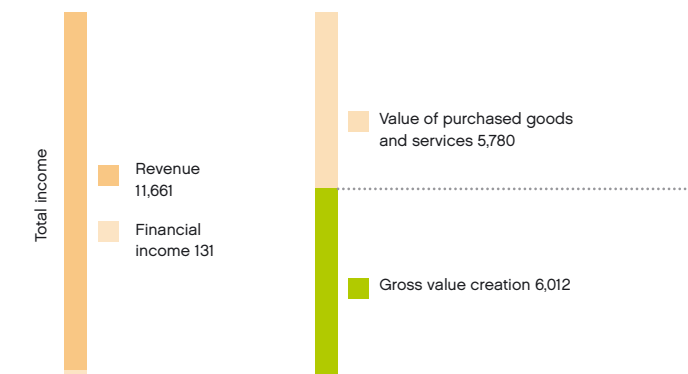 Total income
Revenue
11,661
Financial
income 131
Value of purchased goods
and services 5,780
Gross value creation 6,012